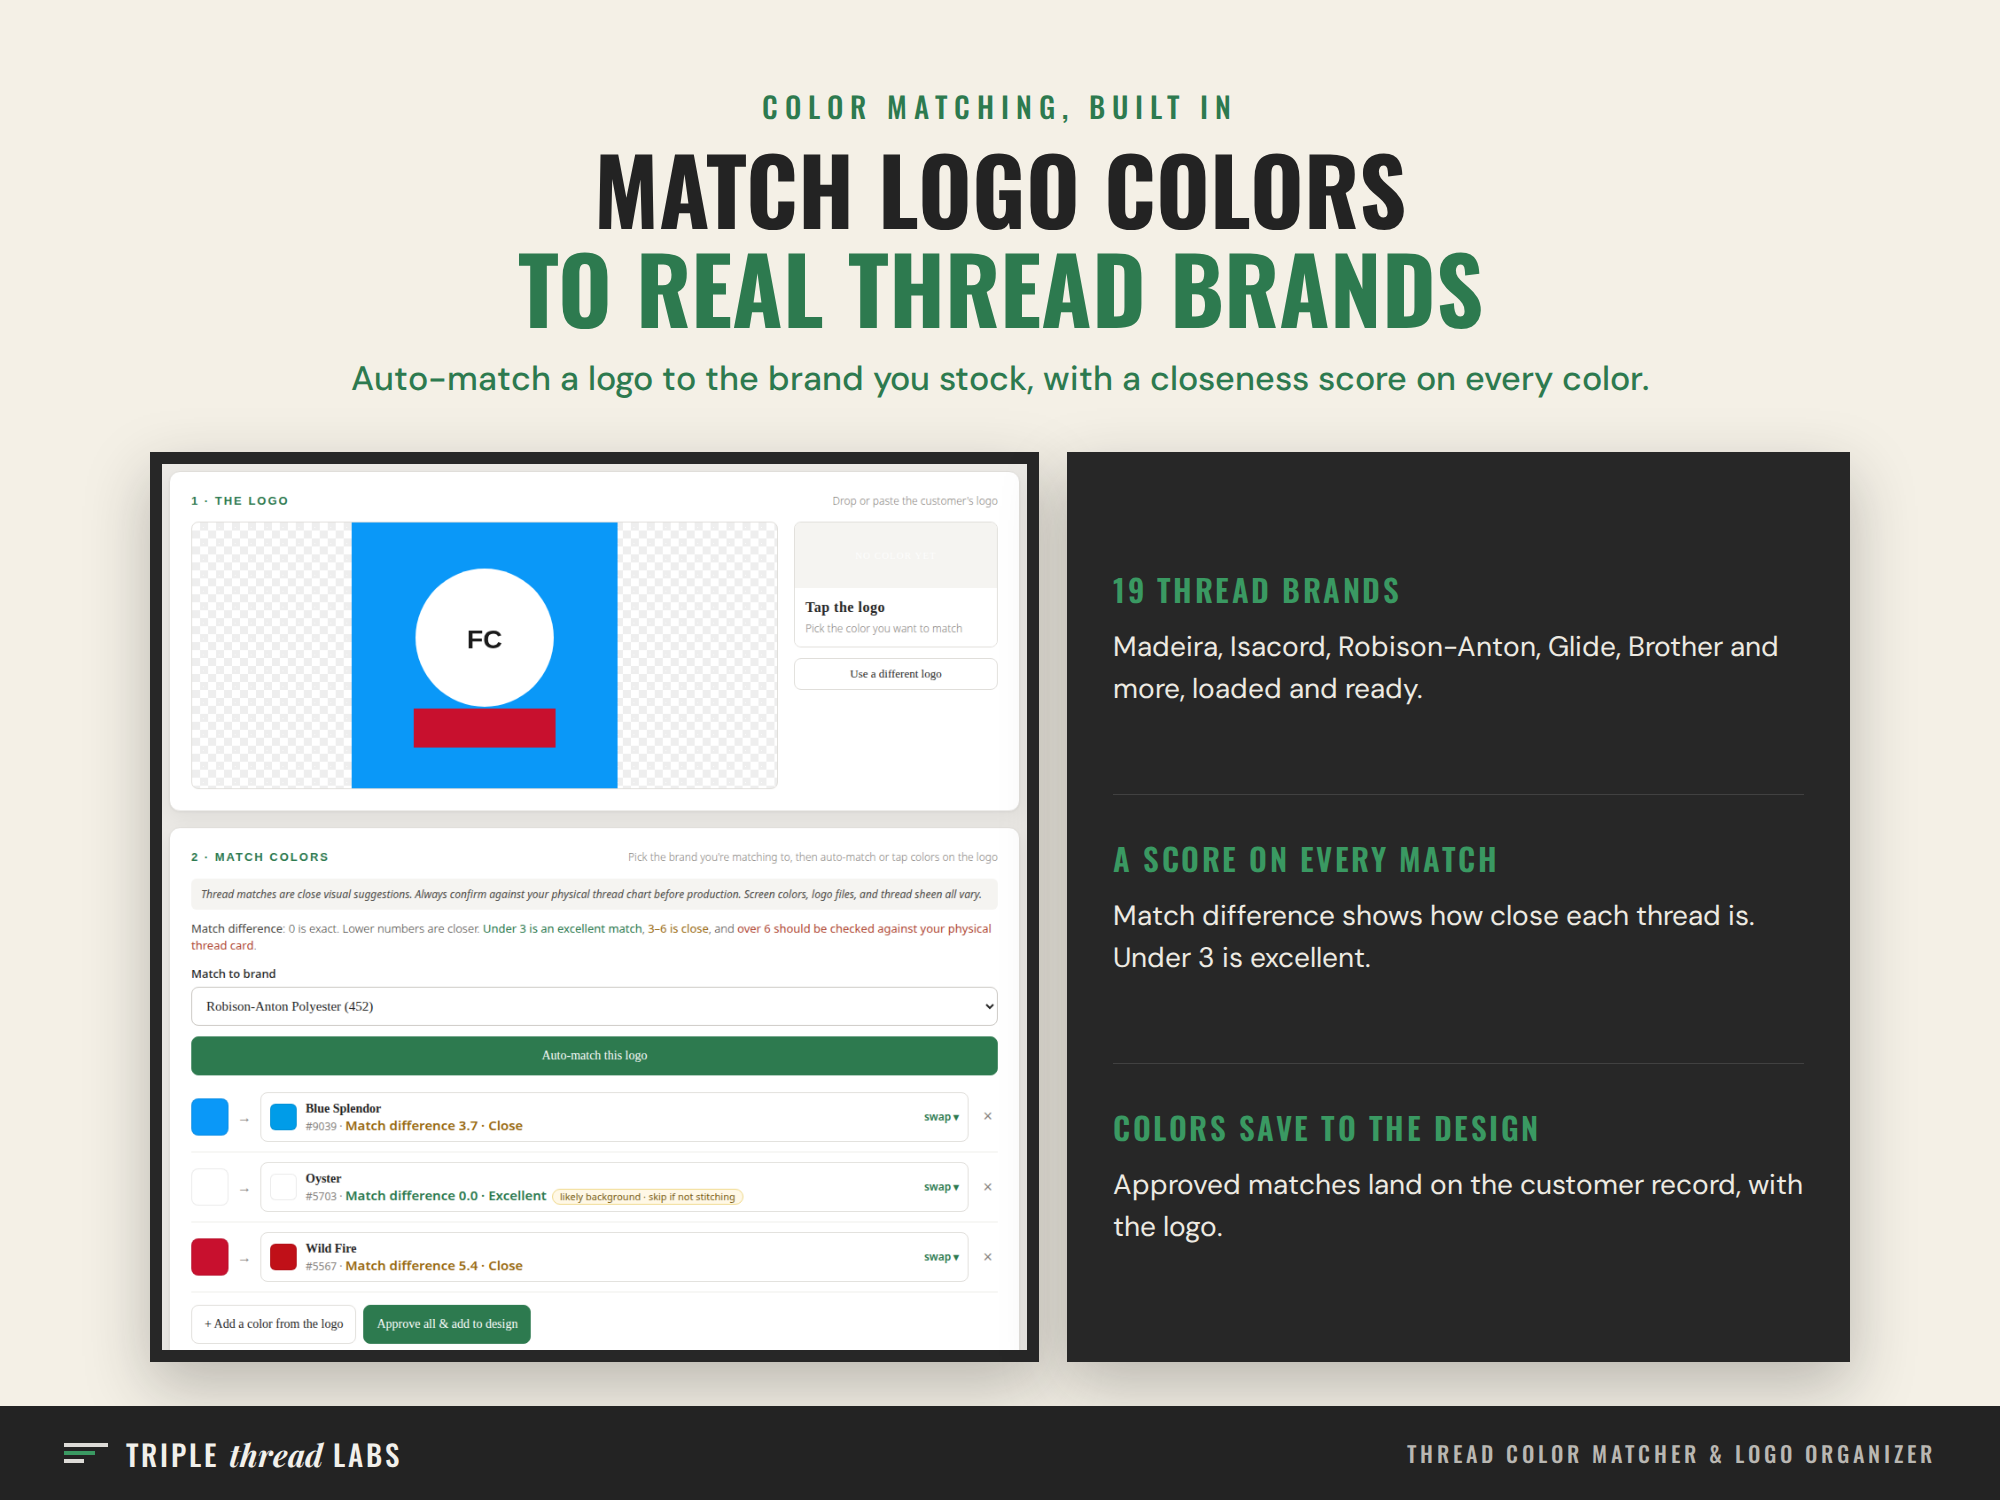 COLOR MATCHING, BUILT IN
MATCH LOGO COLORS
TO REAL THREAD BRANDS
Auto-match a logo to the brand you stock, with a closeness score on every color.
1 · THE LOGO
Drop or paste the customer's logo
FC
NO COLOR YET
Tap the logo
Pick the color you want to match
Use a different logo
2 · MATCH COLORS
Pick the brand you're matching to, then auto-match or tap colors on the logo
Thread matches are close visual suggestions. Always confirm against your physical thread chart before production. Screen colors, logo files, and thread sheen all vary.
Match difference: 0 is exact. Lower numbers are closer. Under 3 is an excellent match, 3–6 is close, and over 6 should be checked against your physical
thread card.
Match to brand
Robison-Anton Polyester (452)
Auto-match this logo
→
Blue Splendor
#9039 · Match difference 3.7 · Close
swap ▾
×
→
Oyster
#5703 · Match difference 0.0 · Excellent
likely background · skip if not stitching
swap ▾
×
→
Wild Fire
#5567 · Match difference 5.4 · Close
swap ▾
×
+ Add a color from the logo
Approve all & add to design
19 THREAD BRANDS
Madeira, Isacord, Robison-Anton, Glide, Brother and
more, loaded and ready.
A SCORE ON EVERY MATCH
Match difference shows how close each thread is.
Under 3 is excellent.
COLORS SAVE TO THE DESIGN
Approved matches land on the customer record, with
the logo.
TRIPLE thread LABS
THREAD COLOR MATCHER & LOGO ORGANIZER